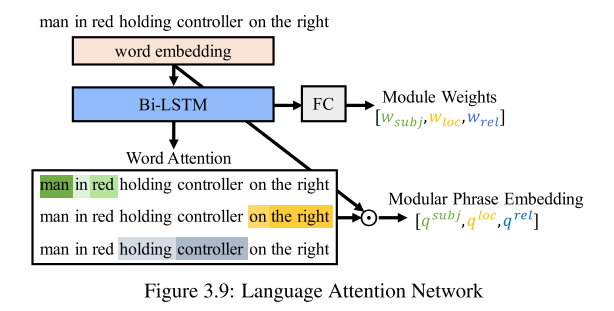 man in red holding controller on the right
word embedding
Bi-LSTM
FC
Module Weights
[w_subj, w_loc, w_rel]
Word Attention
man in red holding controller on the right
man in red holding controller on the right
man in red holding controller on the right
Modular Phrase Embedding
[q^subj, q^loc, q^rel]
Figure 3.9: Language Attention Network